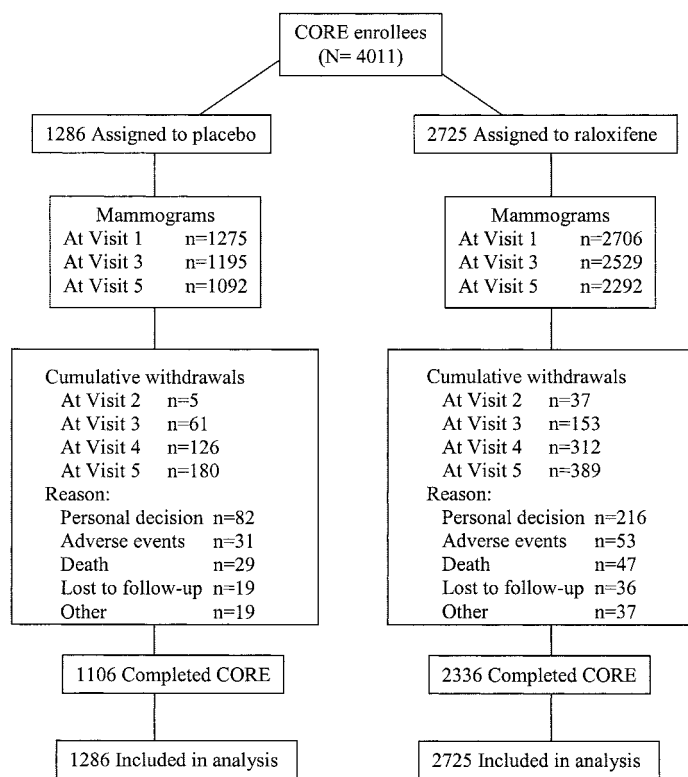 CORE enrollees
(N= 4011)
1286 Assigned to placebo
2725 Assigned to raloxifene
Mammograms
At Visit 1 n=1275
At Visit 3 n=1195
At Visit 5 n=1092
Mammograms
At Visit 1 n=2706
At Visit 3 n=2529
At Visit 5 n=2292
Cumulative withdrawals
At Visit 2 n=5
At Visit 3 n=61
At Visit 4 n=126
At Visit 5 n=180
Reason:
Personal decision n=82
Adverse events n=31
Death n=29
Lost to follow-up n=19
Other n=19
Cumulative withdrawals
At Visit 2 n=37
At Visit 3 n=153
At Visit 4 n=312
At Visit 5 n=389
Reason:
Personal decision n=216
Adverse events n=53
Death n=47
Lost to follow-up n=36
Other n=37
1106 Completed CORE
2336 Completed CORE
1286 Included in analysis
2725 Included in analysis